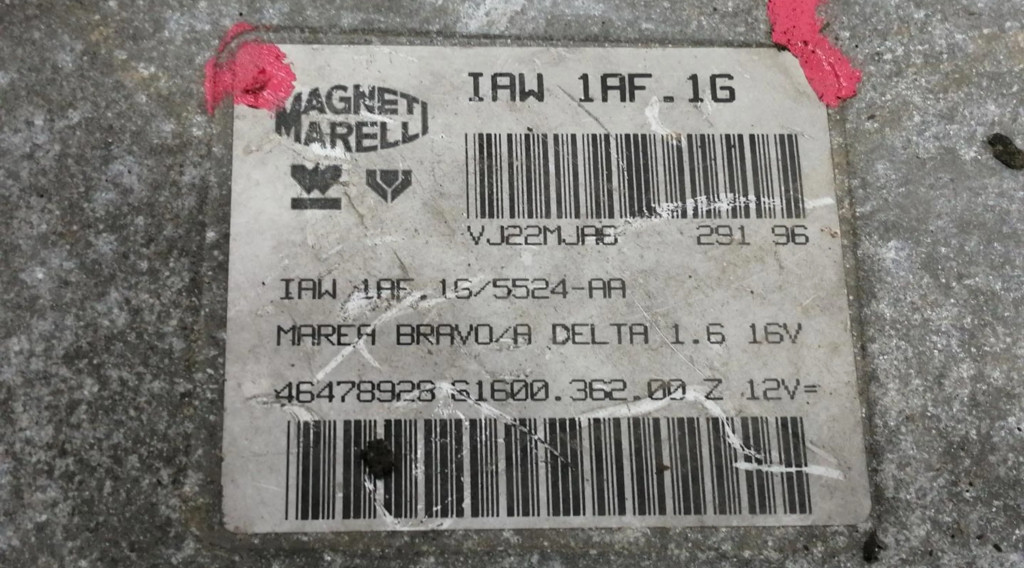 MAGNETI
MARELLI
IAW 1AF.1G
VJ22MJA6 291 96
IAW 1AF.1G/5524-AA
MAREA BRAVO/A DELTA 1.6 16V
46478928 61600.362.00 Z 12V=